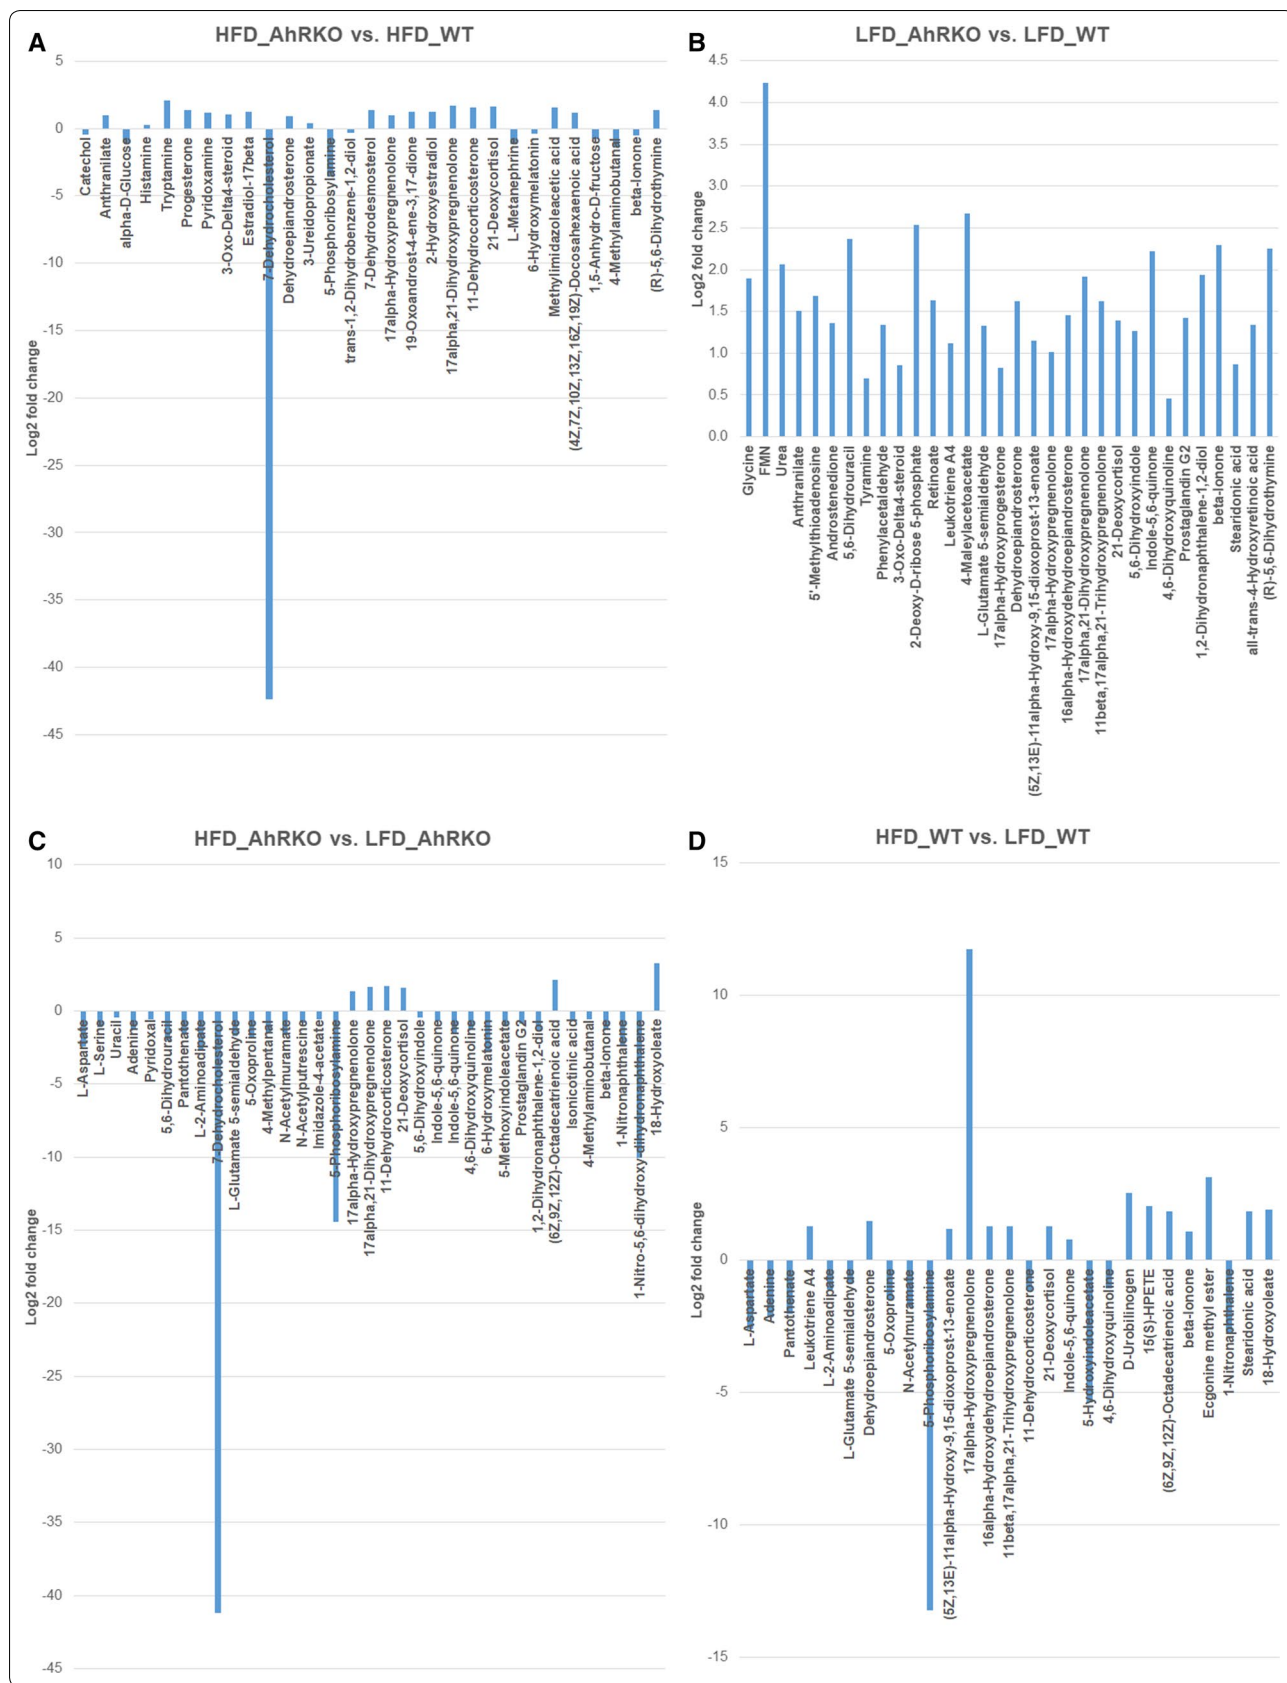 A
HFD_AhRKO vs. HFD_WT
5
0
-5
-10
-15
-20
-25
-30
-35
-40
-45
Log2 fold change
Catechol
Anthranilate
alpha-D-Glucose
Histamine
Tryptamine
Progesterone
Pyridoxamine
3-Oxo-Delta4-steroid
Estradiol-17beta
7-Dehydrocholesterol
Dehydroepiandrosterone
3-Ureidopropionate
5-Phosphoribosylamine
trans-1,2-Dihydrobenzene-1,2-diol
7-Dehydrodesmosterol
17alpha-Hydroxypregnenolone
19-Oxoandrost-4-ene-3,17-dione
2-Hydroxyestradiol
17alpha,21-Dihydroxypregnenolone
11-Dehydrocorticosterone
21-Deoxycortisol
L-Metanephrine
6-Hydroxymelatonin
Methylimidazoleacetic acid
(4Z,7Z,10Z,13Z,16Z,19Z)-Docosahexaenoic acid
1,5-Anhydro-D-fructose
4-Methylaminobutanal
beta-Ionone
(R)-5,6-Dihydrothymine
B
LFD_AhRKO vs. LFD_WT
4.5
4.0
3.5
3.0
2.5
2.0
1.5
1.0
0.5
0.0
Log2 fold change
Glycine
FMN
Urea
Anthranilate
5'-Methylthioadenosine
Androstenedione
5,6-Dihydrouracil
Tyramine
Phenylacetaldehyde
3-Oxo-Delta4-steroid
2-Deoxy-D-ribose 5-phosphate
Retinoate
Leukotriene A4
4-Maleylacetoacetate
L-Glutamate 5-semialdehyde
17alpha-Hydroxyprogesterone
Dehydroepiandrosterone
(5Z,13E)-11alpha-Hydroxy-9,15-dioxoprost-13-enoate
17alpha-Hydroxypregnenolone
16alpha-Hydroxydehydroepiandrosterone
17alpha,21-Dihydroxypregnenolone
11beta,17alpha,21-Trihydroxypregnenolone
21-Deoxycortisol
5,6-Dihydroxyindole
Indole-5,6-quinone
4,6-Dihydroxyquinoline
Prostaglandin G2
1,2-Dihydronaphthalene-1,2-diol
beta-Ionone
Stearidonic acid
all-trans-4-Hydroxyretinoic acid
(R)-5,6-Dihydrothymine
C
HFD_AhRKO vs. LFD_AhRKO
10
5
0
-5
-10
-15
-20
-25
-30
-35
-40
-45
Log2 fold change
L-Aspartate
L-Serine
Uracil
Adenine
Pyridoxal
5,6-Dihydrouracil
Pantothenate
L-2-Aminoadipate
7-Dehydrocholesterol
L-Glutamate 5-semialdehyde
5-Oxoproline
4-Methylpentanal
N-Acetylmuramate
N-Acetylputrescine
Imidazole-4-acetate
5-Phosphoribosylamine
17alpha-Hydroxypregnenolone
17alpha,21-Dihydroxypregnenolone
11-Dehydrocorticosterone
21-Deoxycortisol
5,6-Dihydroxyindole
Indole-5,6-quinone
Indole-5,6-quinone
4,6-Dihydroxyquinoline
6-Hydroxymelatonin
5-Methoxyindoleacetate
Prostaglandin G2
1,2-Dihydronaphthalene-1,2-diol
(6Z,9Z,12Z)-Octadecatrienoic acid
Isonicotinic acid
4-Methylaminobutanal
beta-Ionone
1-Nitronaphthalene
1-Nitro-5,6-dihydroxy-dihydronaphthalene
18-Hydroxyoleate
D
HFD_WT vs. LFD_WT
15
10
5
0
-5
-10
-15
Log2 fold change
L-Aspartate
Adenine
Pantothenate
Leukotriene A4
L-2-Aminoadipate
L-Glutamate 5-semialdehyde
Dehydroepiandrosterone
5-Oxoproline
N-Acetylmuramate
5-Phosphoribosylamine
(5Z,13E)-11alpha-Hydroxy-9,15-dioxoprost-13-enoate
17alpha-Hydroxypregnenolone
16alpha-Hydroxydehydroepiandrosterone
11beta,17alpha,21-Trihydroxypregnenolone
11-Dehydrocorticosterone
21-Deoxycortisol
Indole-5,6-quinone
5-Hydroxyindoleacetate
4,6-Dihydroxyquinoline
D-Urobilinogen
15(S)-HPETE
(6Z,9Z,12Z)-Octadecatrienoic acid
beta-Ionone
Ecgonine methyl ester
1-Nitronaphthalene
Stearidonic acid
18-Hydroxyoleate